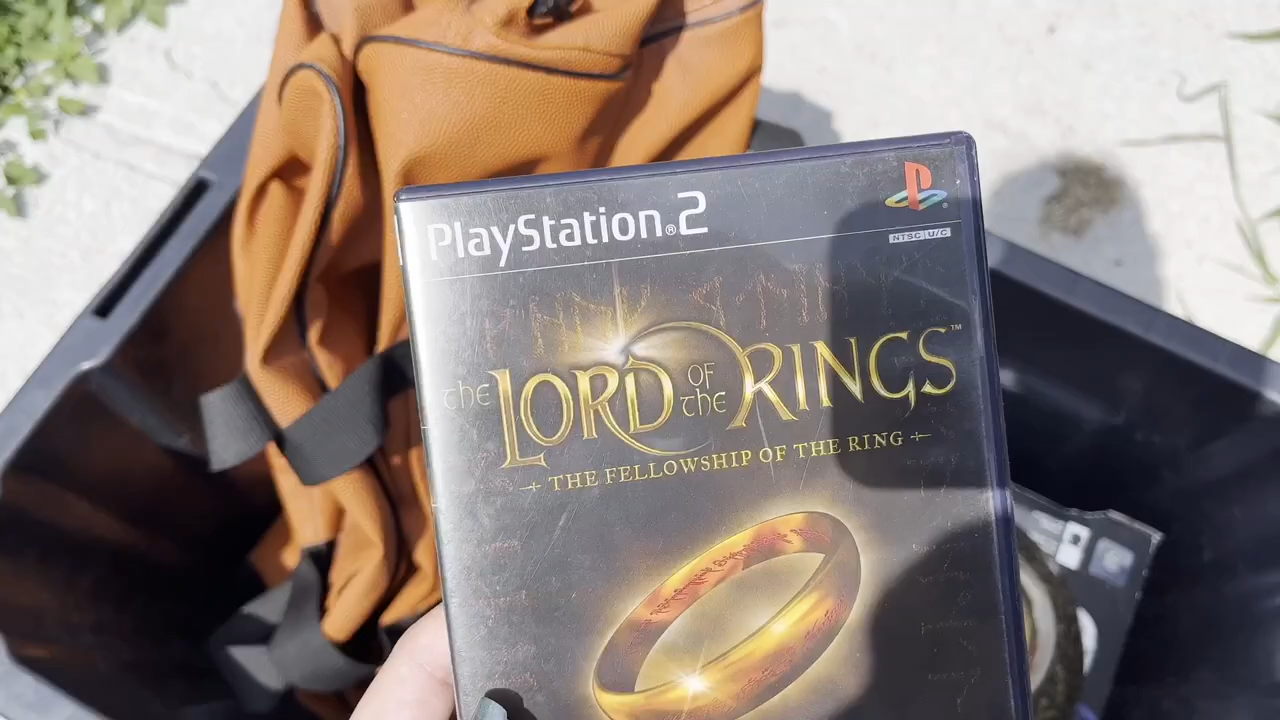 PlayStation®2
NTSC U/C
the LORD OF the RINGS™
THE FELLOWSHIP OF THE RING